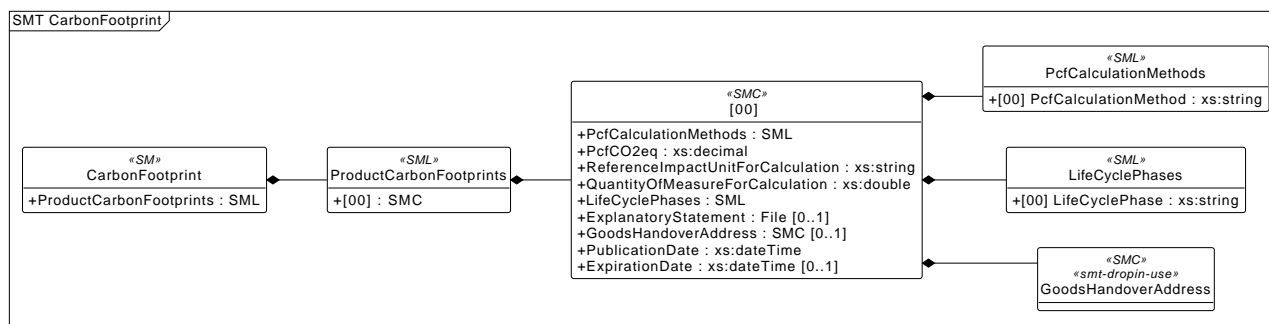 SMT CarbonFootprint
«SM»
CarbonFootprint
+ProductCarbonFootprints : SML
«SML»
ProductCarbonFootprints
+[00] : SMC
«SMC»
[00]
+PcfCalculationMethods : SML
+PcfCO2eq : xs:decimal
+ReferenceImpactUnitForCalculation : xs:string
+QuantityOfMeasureForCalculation : xs:double
+LifeCyclePhases : SML
+ExplanatoryStatement : File [0..1]
+GoodsHandoverAddress : SMC [0..1]
+PublicationDate : xs:dateTime
+ExpirationDate : xs:dateTime [0..1]
«SML»
PcfCalculationMethods
+[00] PcfCalculationMethod : xs:string
«SML»
LifeCyclePhases
+[00] LifeCyclePhase : xs:string
«SMC»
«smt-dropin-use»
GoodsHandoverAddress